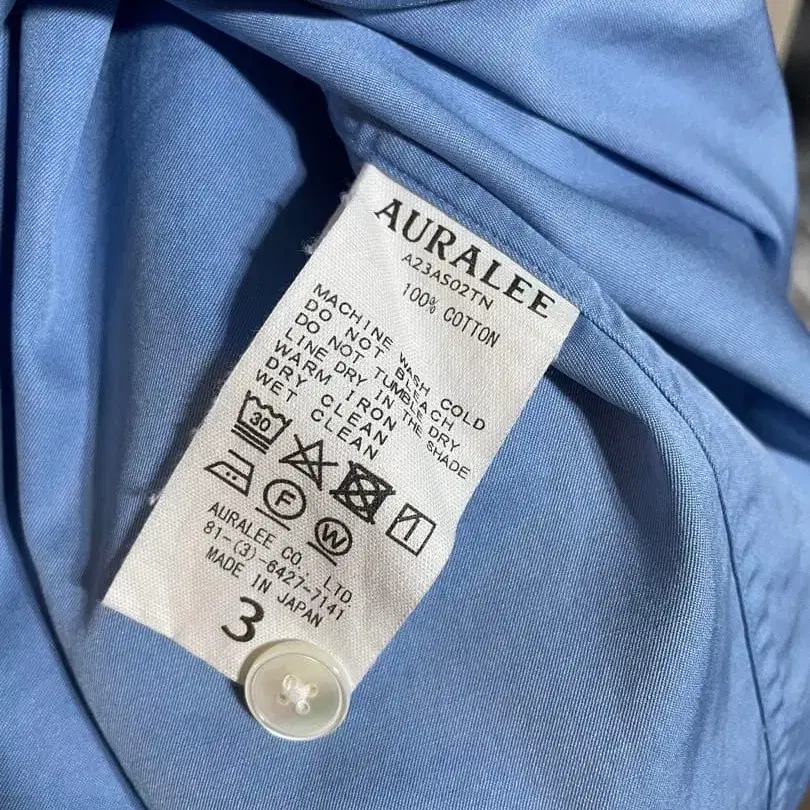 AURALEE
A23AS02TN
100% COTTON
MACHINE WASH COLD
DO NOT BLEACH
DO NOT TUMBLE DRY
LINE DRY IN THE SHADE
WARM IRON
DRY CLEAN
WET CLEAN
30
F
W
AURALEE CO., LTD.
81-(3)-6427-7141
MADE IN JAPAN
3